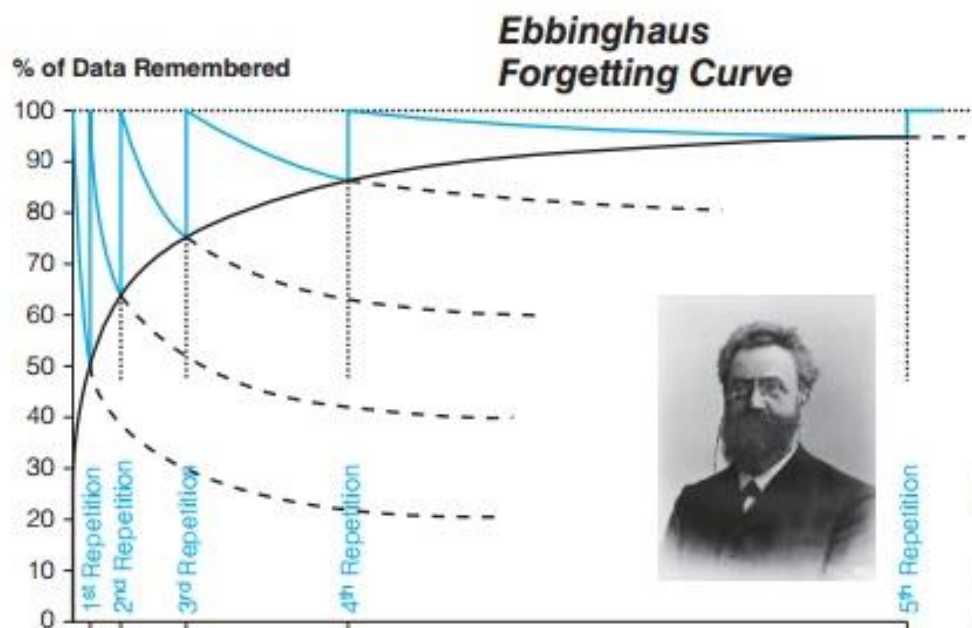 Ebbinghaus
Forgetting Curve
% of Data Remembered
100
90
80
70
60
50
40
30
20
10
0
1st Repetition
2nd Repetition
3rd Repetition
4th Repetition
5th Repetition